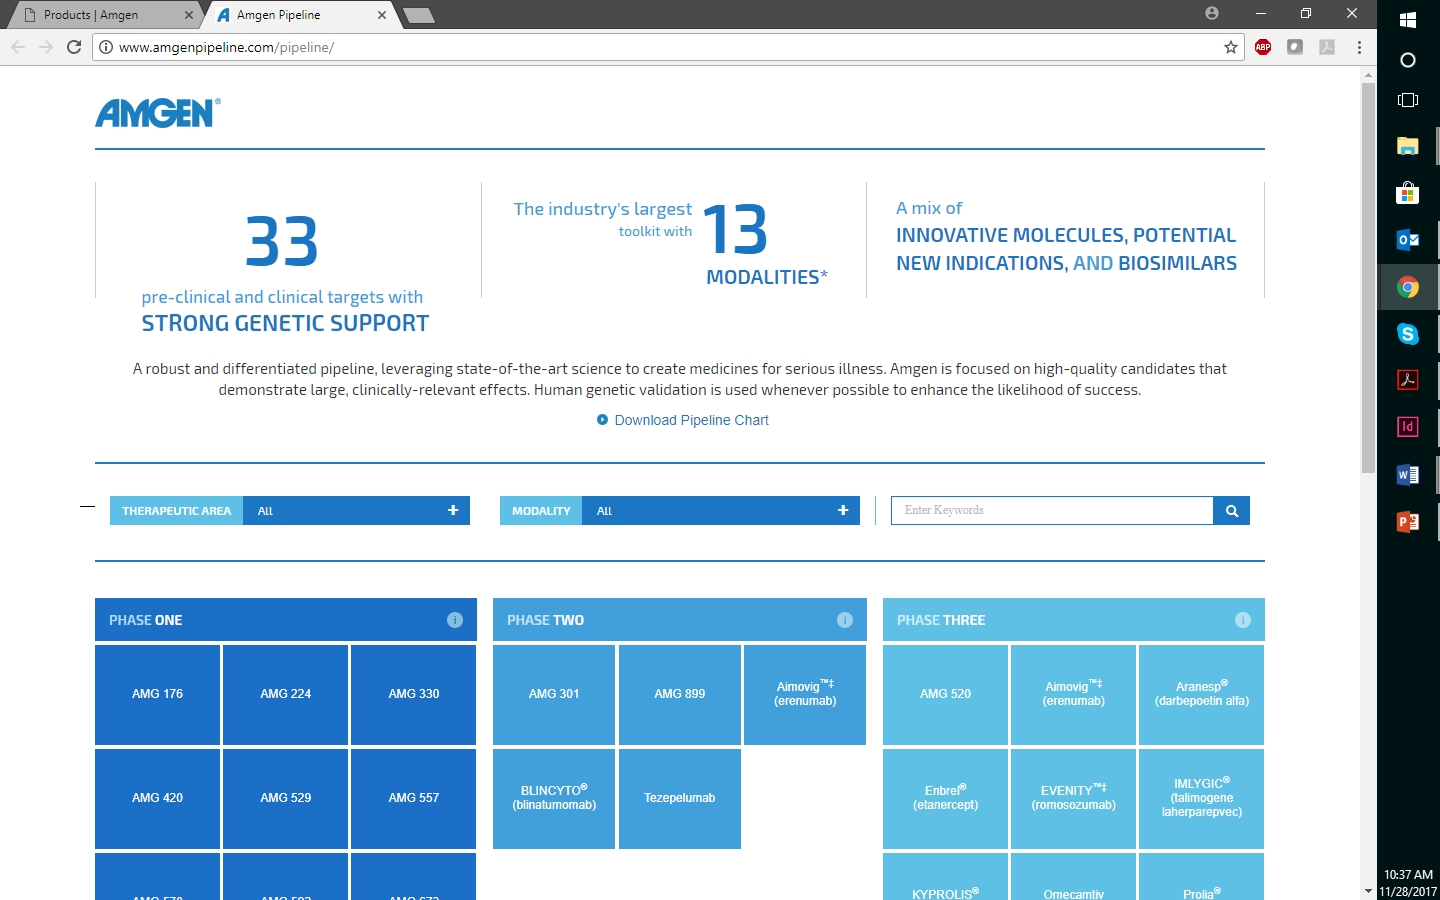 Products | Amgen
Amgen Pipeline
www.amgenpipeline.com/pipeline/
ABP
AMGEN®
33
pre-clinical and clinical targets with
STRONG GENETIC SUPPORT
The industry's largest
toolkit with
13
MODALITIES*
A mix of
INNOVATIVE MOLECULES, POTENTIAL
NEW INDICATIONS, AND BIOSIMILARS
A robust and differentiated pipeline, leveraging state-of-the-art science to create medicines for serious illness. Amgen is focused on high-quality candidates that
demonstrate large, clinically-relevant effects. Human genetic validation is used whenever possible to enhance the likelihood of success.
Download Pipeline Chart
THERAPEUTIC AREA All +
MODALITY All +
Enter Keywords
PHASE ONE i
AMG 176
AMG 224
AMG 330
AMG 420
AMG 529
AMG 557
PHASE TWO i
AMG 301
AMG 899
Aimovig™‡
(erenumab)
BLINCYTO®
(blinatumomab)
Tezepelumab
PHASE THREE i
AMG 520
Aimovig™‡
(erenumab)
Aranesp®
(darbepoetin alfa)
Enbrel®
(etanercept)
EVENITY™‡
(romosozumab)
IMLYGIC®
(talimogene
laherparepvec)
KYPROLIS®
Omecamtiv
Prolia®
Id
10:37 AM
11/28/2017